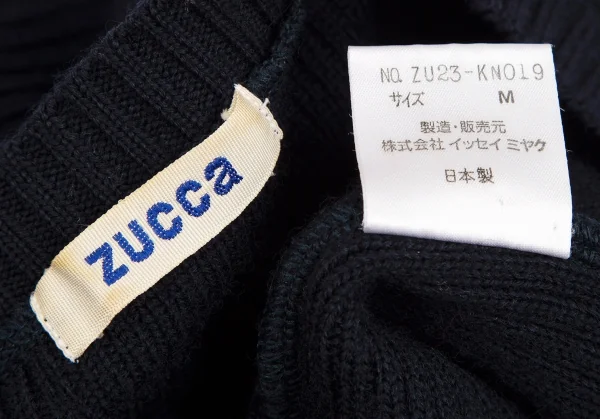 zucca
No. ZU23-KN019
サイズ M
製造・販売元
株式会社 イッセイ ミヤケ
日本製